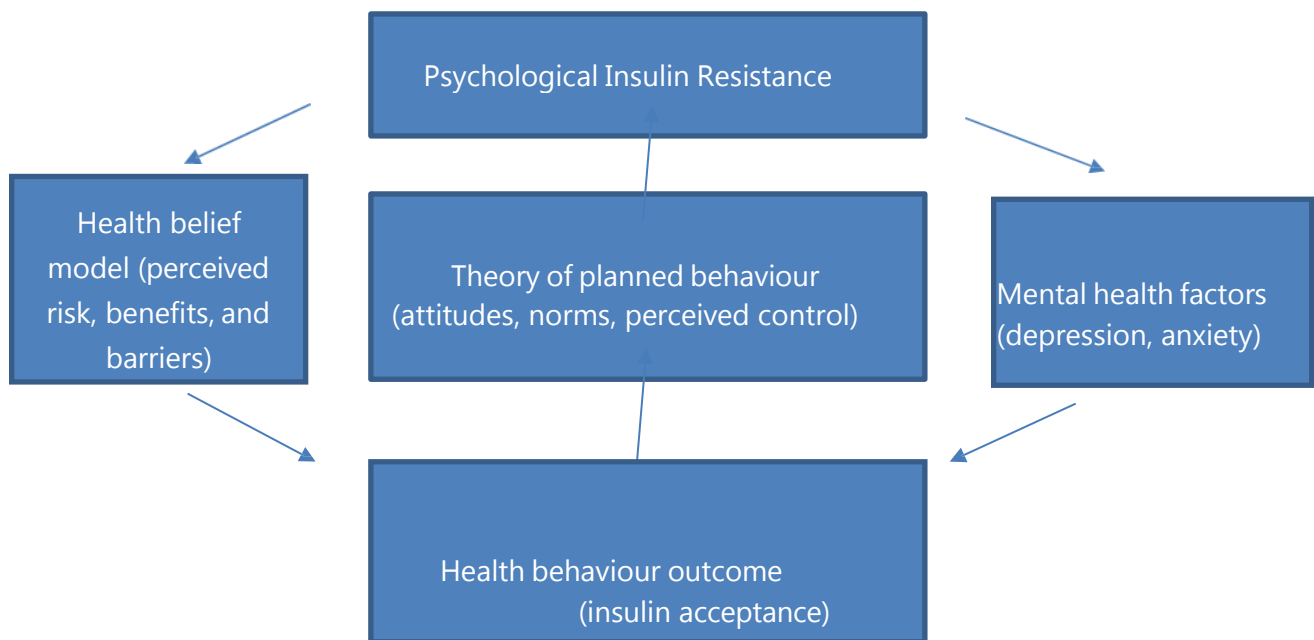 Psychological Insulin Resistance
Health belief
model (perceived
risk, benefits, and
barriers)
Theory of planned behaviour
(attitudes, norms, perceived control)
Mental health factors
(depression, anxiety)
Health behaviour outcome
(insulin acceptance)